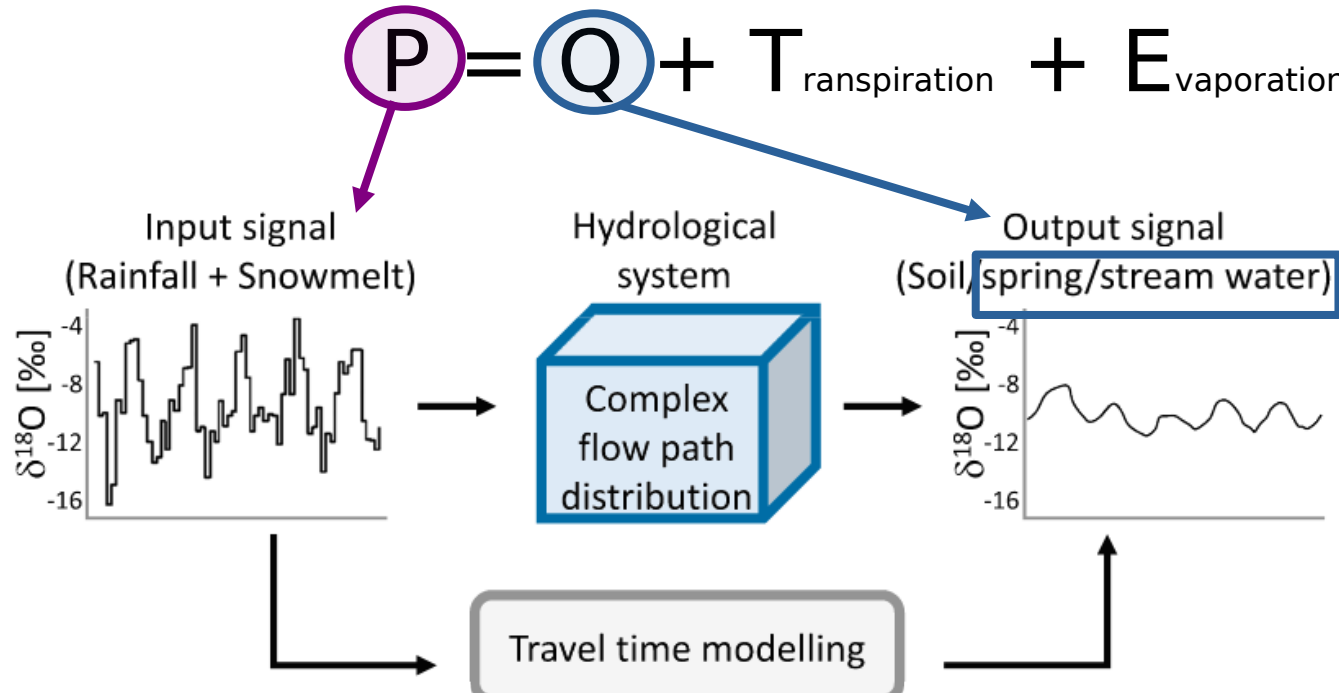 P = Q + Transpiration + Evaporation
Input signal
(Rainfall + Snowmelt)
Hydrological
system
Output signal
(Soil/spring/stream water)
δ¹⁸O [‰]
-4
-8
-12
-16
Complex
flow path
distribution
δ¹⁸O [‰]
-4
-8
-12
-16
Travel time modelling